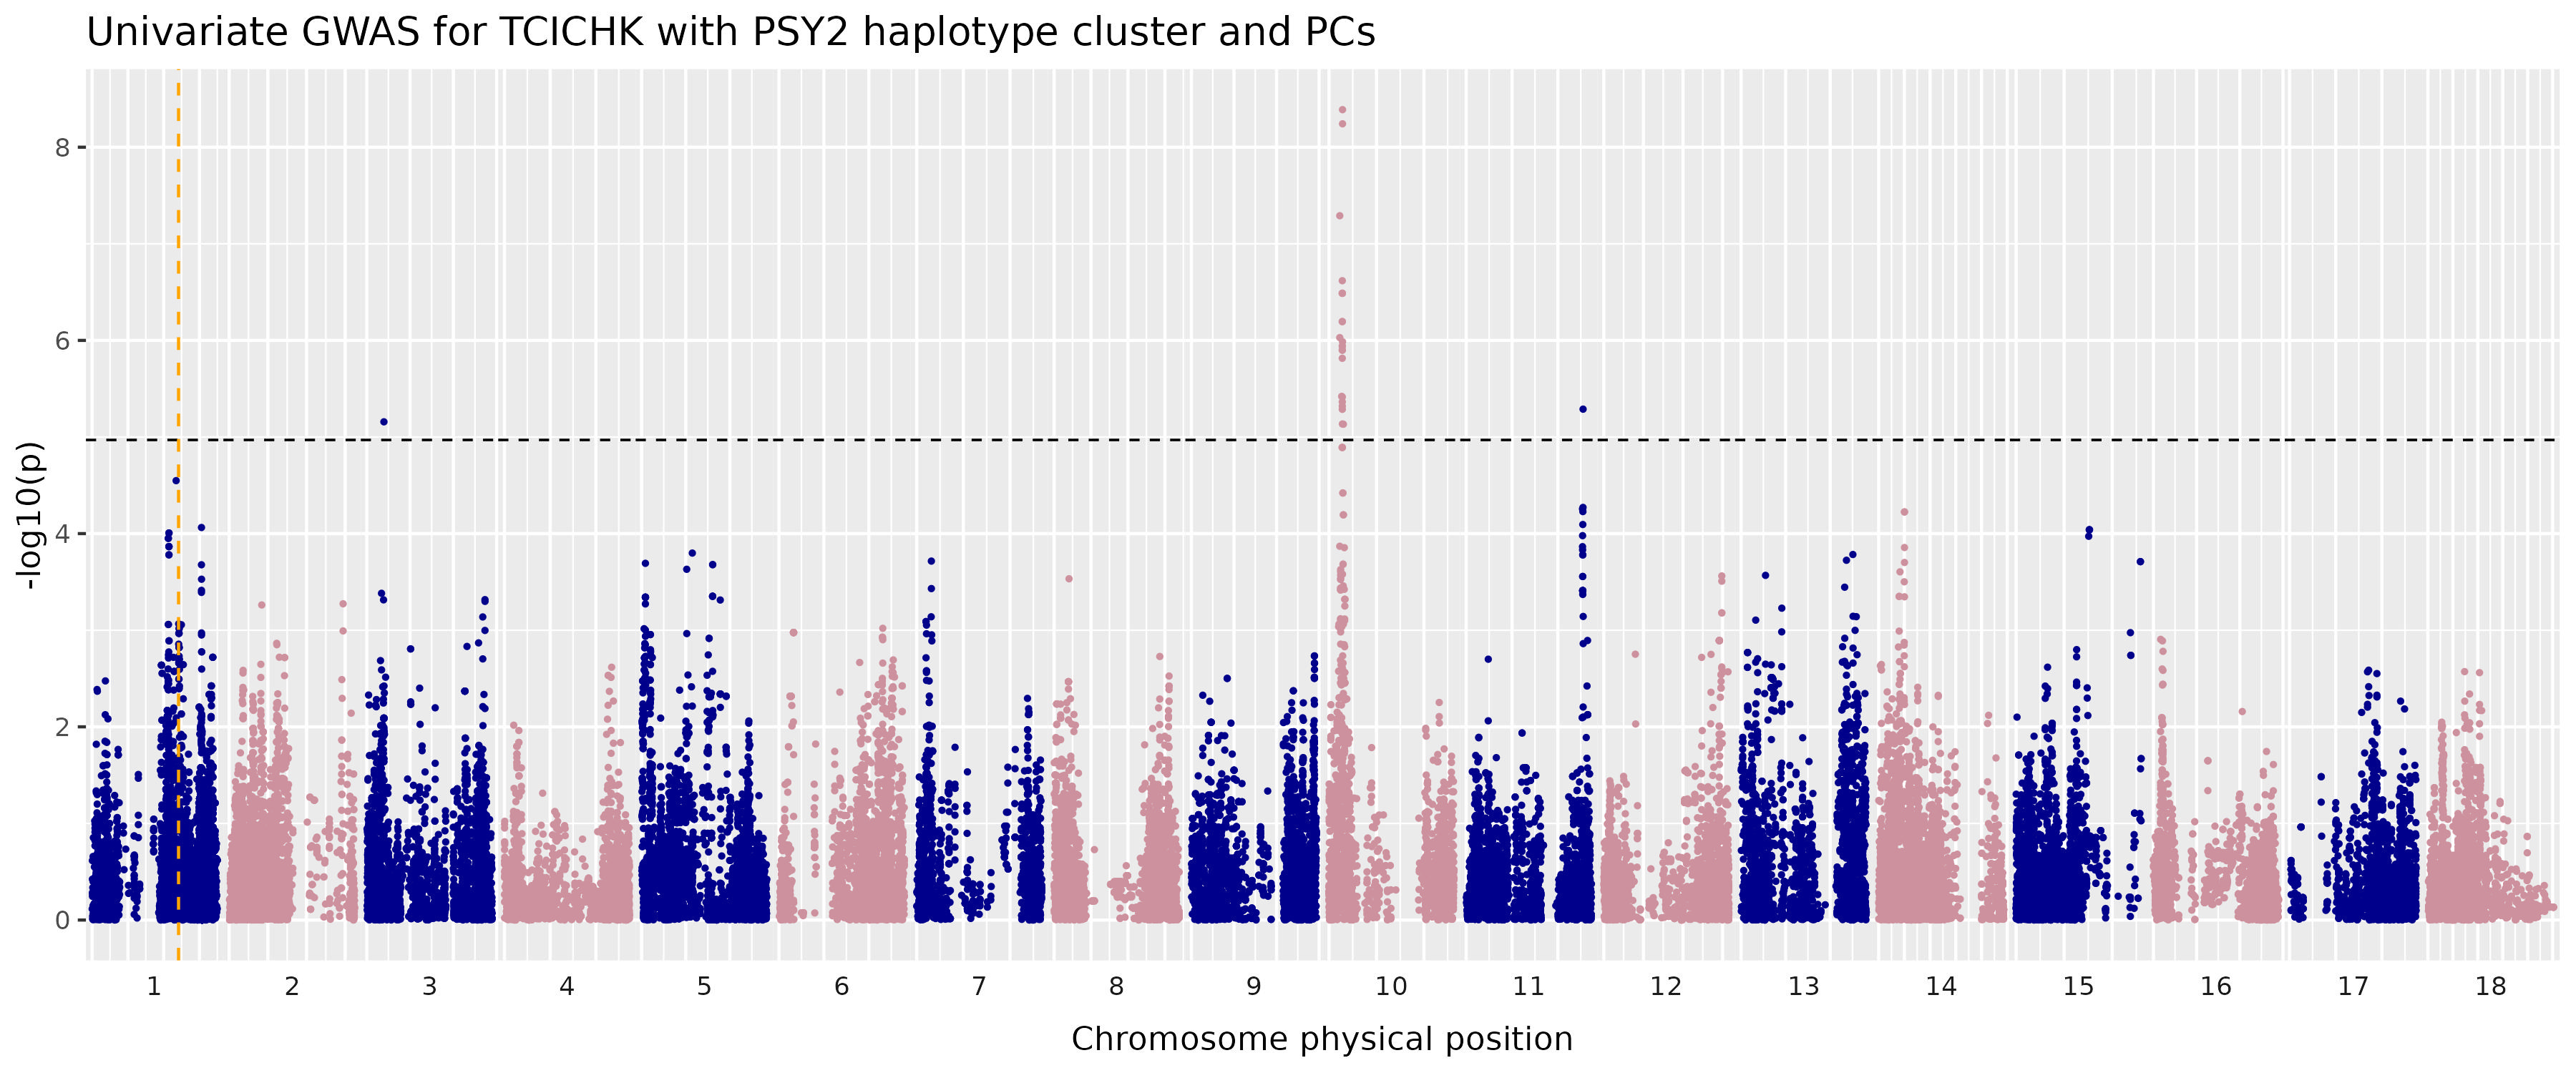 Univariate GWAS for TCICHK with PSY2 haplotype cluster and PCs
-log10(p)
8
6
4
2
0
1 2 3 4 5 6 7 8 9 10 11 12 13 14 15 16 17 18
Chromosome physical position